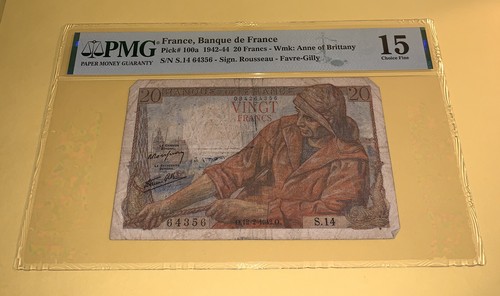 PMG
PAPER MONEY GUARANTY
France, Banque de France
Pick# 100a 1942-44 20 Francs - Wmk: Anne of Brittany
S/N S.14 64356 - Sign. Rousseau - Favre-Gilly
15
Choice Fine
20
20
VINGT
FRANCS
64356
S.14